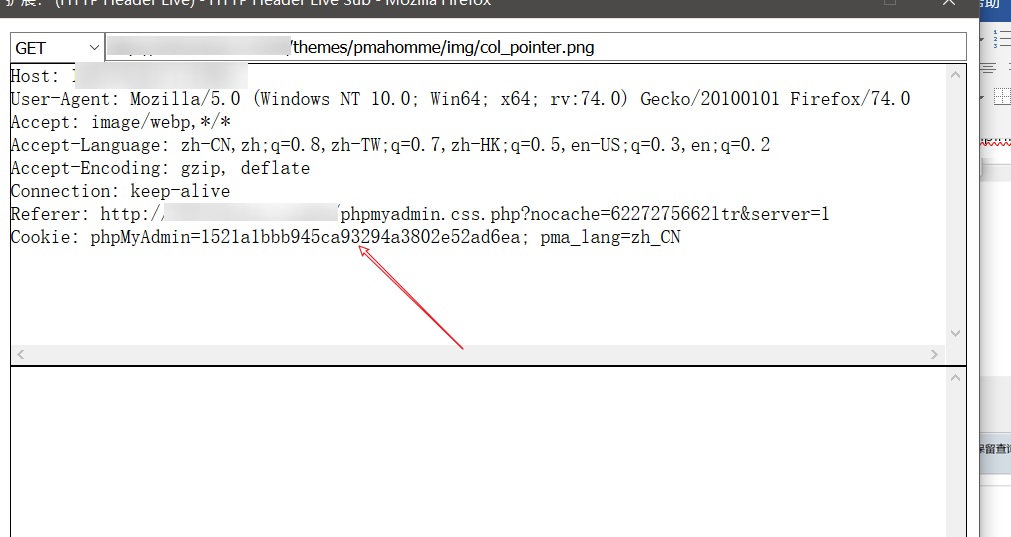 扩展： (HTTP Header Live) - HTTP Header Live Sub - Mozilla Firefox
帮助
GET
/themes/pmahomme/img/col_pointer.png
Host:
User-Agent: Mozilla/5.0 (Windows NT 10.0; Win64; x64; rv:74.0) Gecko/20100101 Firefox/74.0
Accept: image/webp,*/*
Accept-Language: zh-CN,zh;q=0.8,zh-TW;q=0.7,zh-HK;q=0.5,en-US;q=0.3,en;q=0.2
Accept-Encoding: gzip, deflate
Connection: keep-alive
Referer: http:/ /phpmyadmin.css.php?nocache=6227275662ltr&server=1
Cookie: phpMyAdmin=1521a1bbb945ca93294a3802e52ad6ea; pma_lang=zh_CN
保留查询